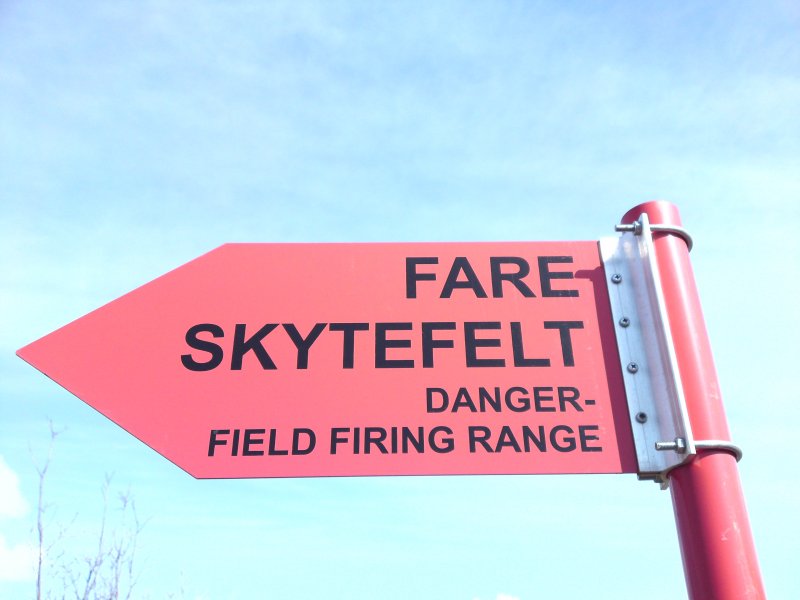 FARE
SKYTEFELT
DANGER-
FIELD FIRING RANGE